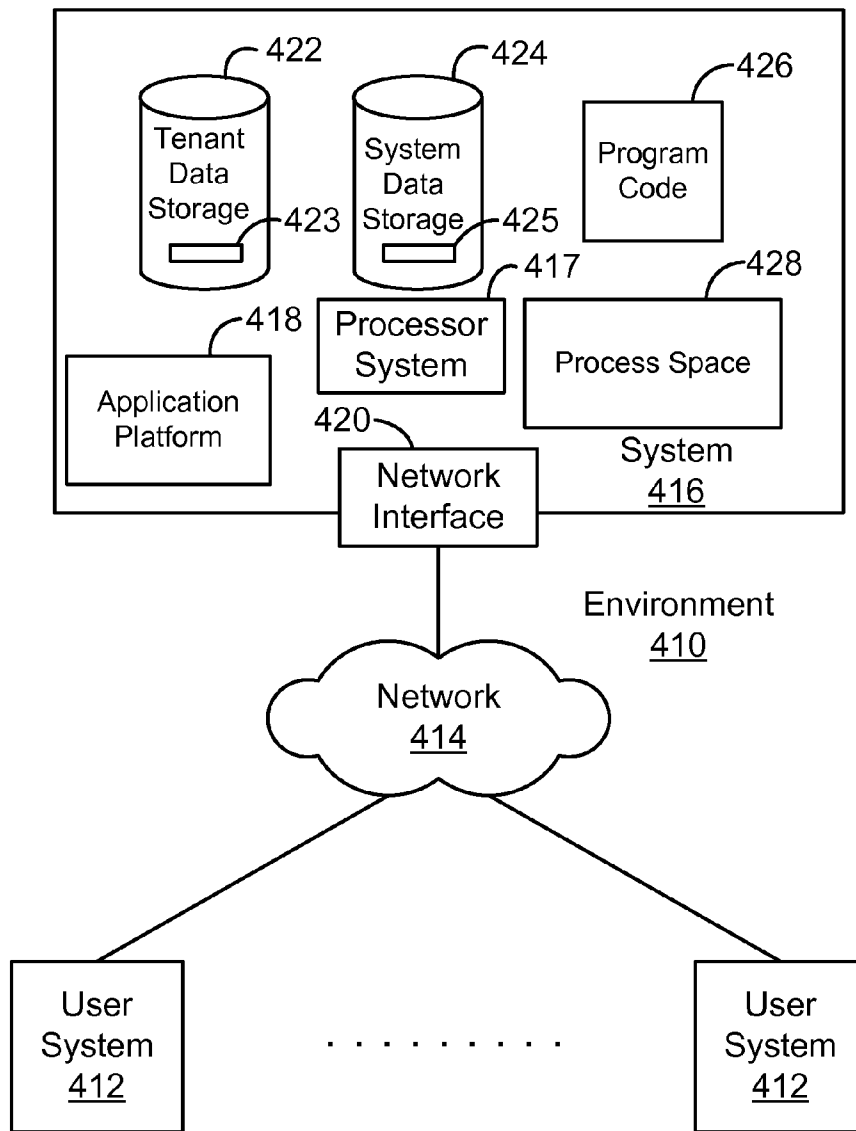 422
424
426
Tenant
Data
Storage
System
Data
Storage
Program
Code
423
425
417
428
418
Processor
System
Process Space
Application
Platform
420
System
416
Network
Interface
Environment
410
Network
414
User
System
412
. . . . . . . . .
User
System
412